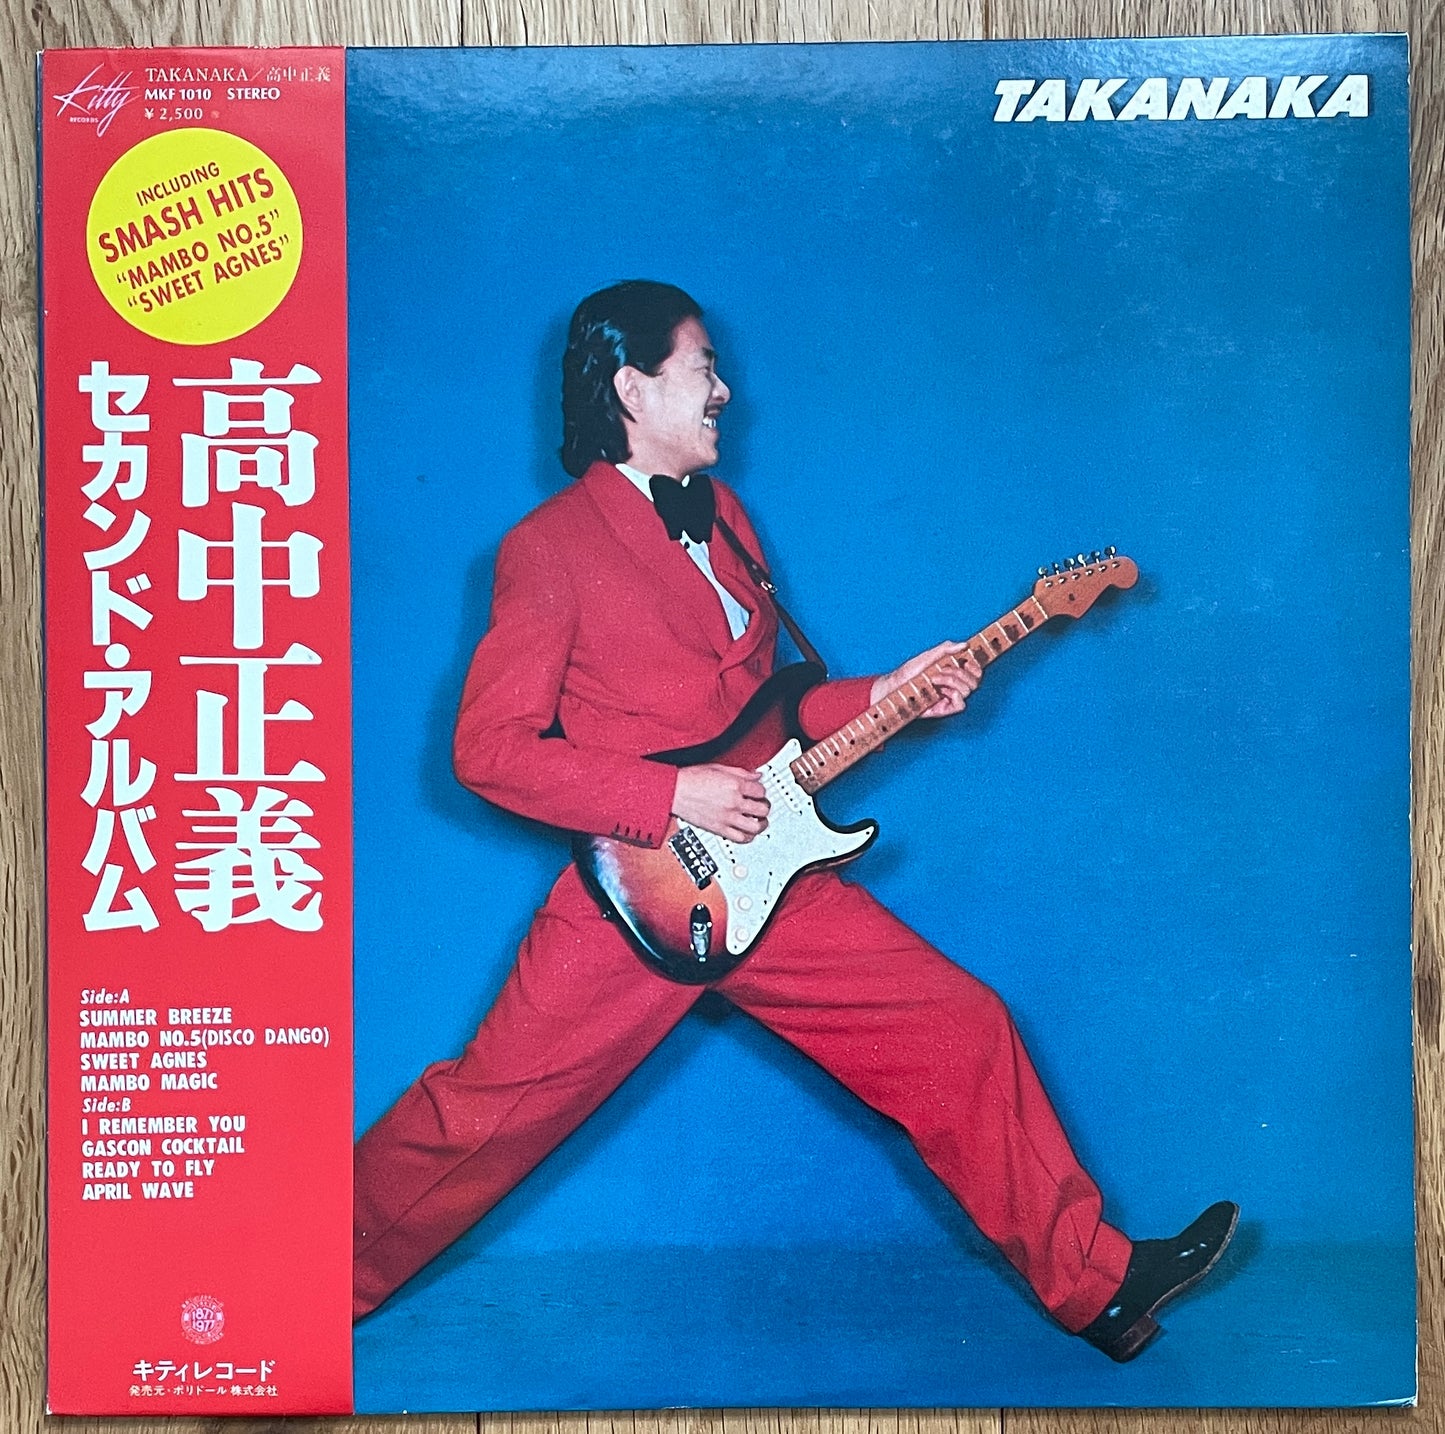 Kitty
RECORDS
TAKANAKA/高中正義
MKF 1010 STEREO
¥2,500
INCLUDING
SMASH HITS
"MAMBO NO.5"
"SWEET AGNES"
高中正義
セカンド・アルバム
Side:A
SUMMER BREEZE
MAMBO NO.5(DISCO DANGO)
SWEET AGNES
MAMBO MAGIC
Side:B
I REMEMBER YOU
GASCON COCKTAIL
READY TO FLY
APRIL WAVE
1877
1977
キティレコード
発売元・ポリドール株式会社
TAKANAKA